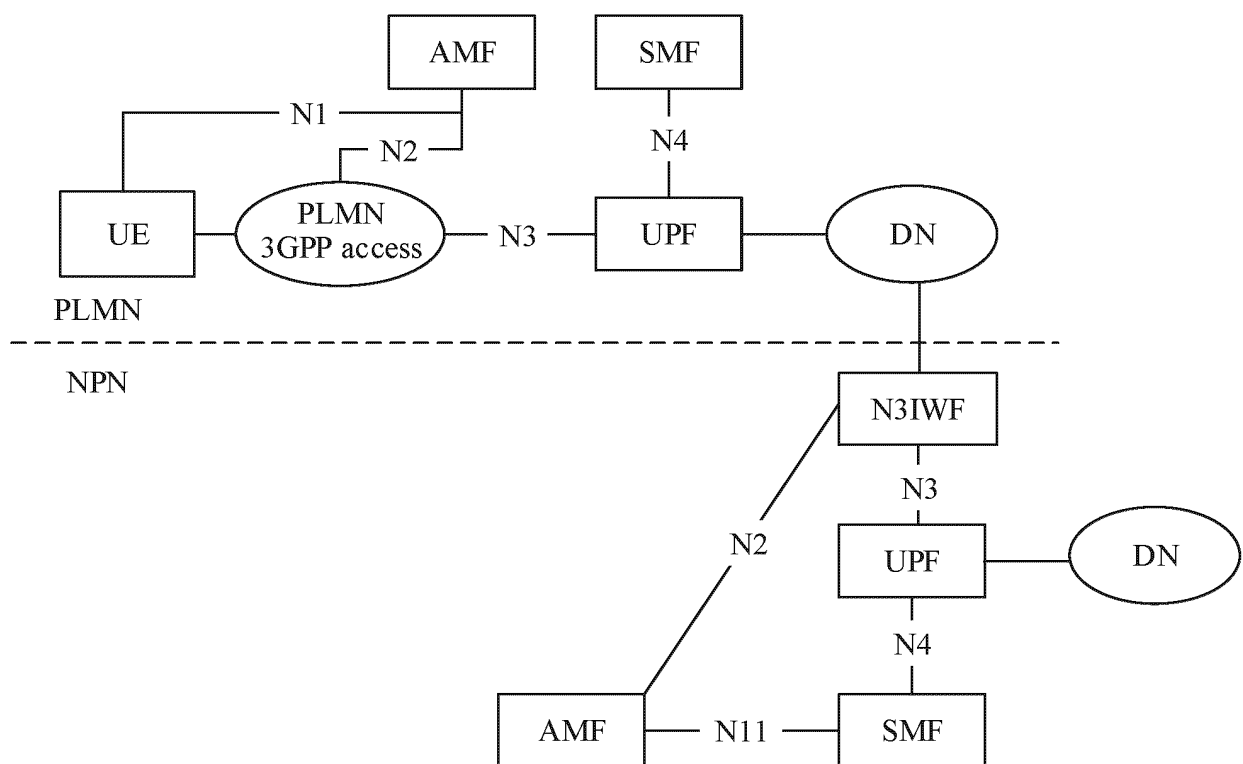 AMF
SMF
N1
N2
N4
UE
PLMN
3GPP access
N3
UPF
DN
PLMN
NPN
N3IWF
N3
N2
UPF
DN
N4
AMF
N11
SMF